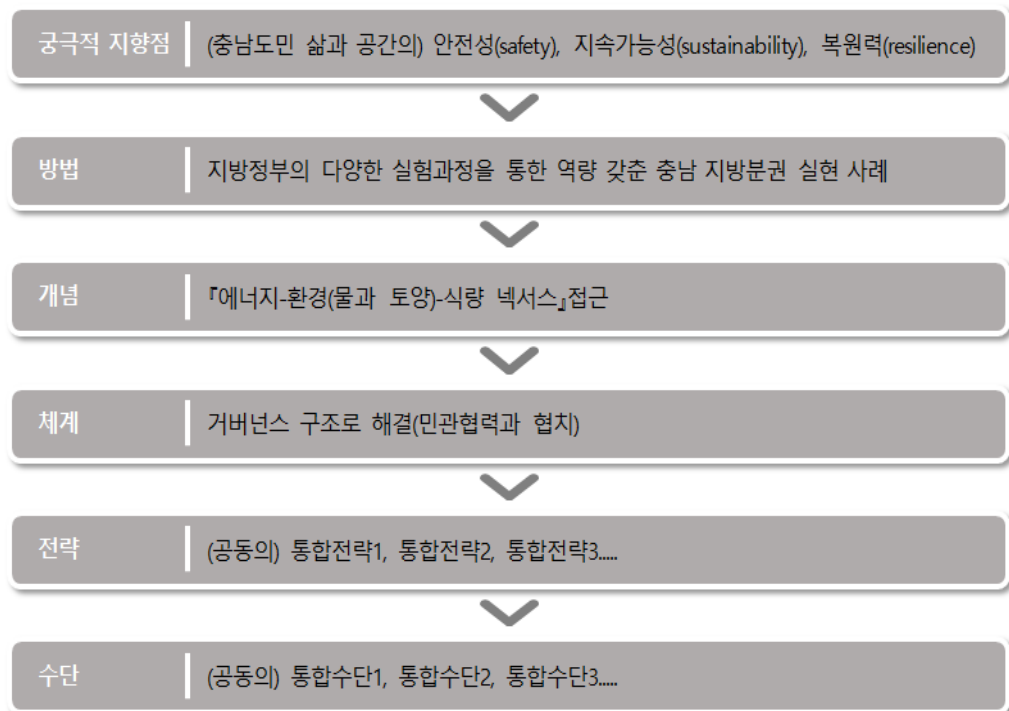 궁극적 지향점 (충남도민 삶과 공간의) 안전성(safety), 지속가능성(sustainability), 복원력(resilience)
방법 지방정부의 다양한 실험과정을 통한 역량 갖춘 충남 지방분권 실현 사례
개념 『에너지-환경(물과 토양)-식량 넥서스』접근
체계 거버넌스 구조로 해결(민관협력과 협치)
전략 (공동의) 통합전략1, 통합전략2, 통합전략3.....
수단 (공동의) 통합수단1, 통합수단2, 통합수단3.....